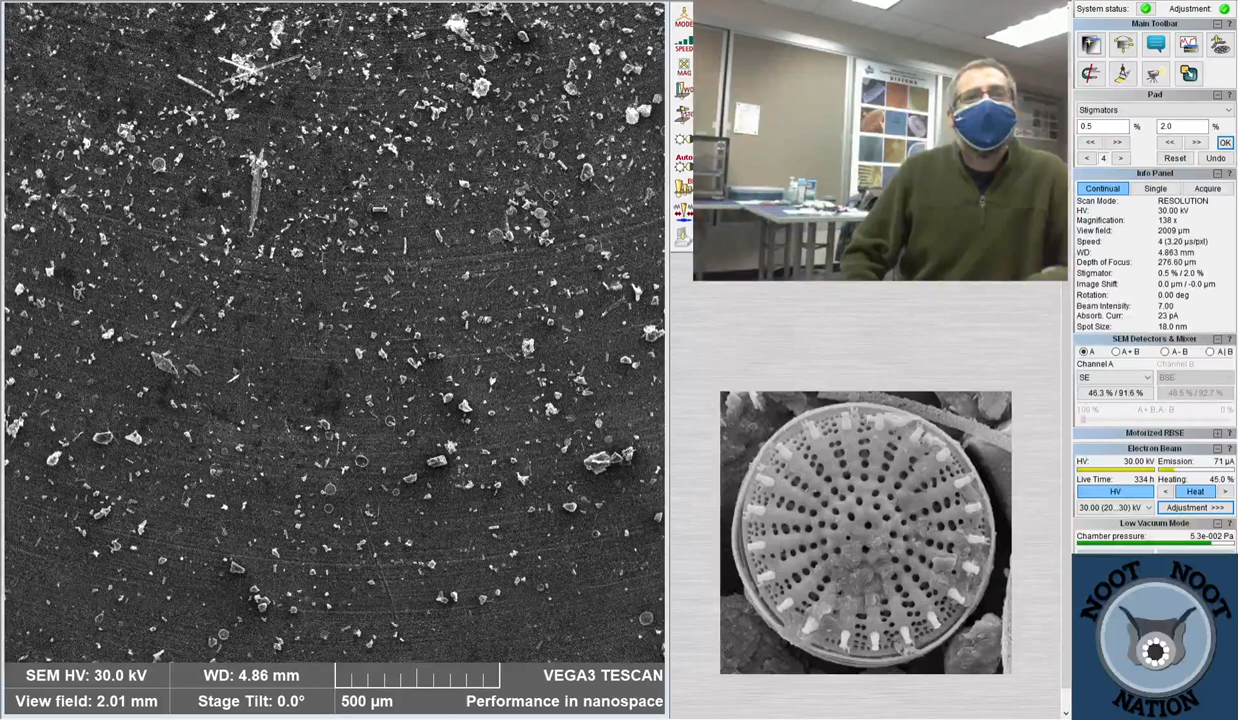 SEM HV: 30.0 kV
WD: 4.86 mm
VEGA3 TESCAN
View field: 2.01 mm
Stage Tilt: 0.0°
500 µm
Performance in nanospace
MODE
SPEED
MAG
WD
Auto
DIATOMS
System status:
Adjustment:
Main Toolbar
Pad
Stigmators
0.5 %
2.0 %
<< >> << >> OK
< 4 > Reset Undo
Info Panel
Continual Single Acquire
Scan Mode: RESOLUTION
HV: 30.00 kV
Magnification: 138 x
View field: 2009 µm
Speed: 4 (3.20 µs/pxl)
WD: 4.863 mm
Depth of Focus: 276.60 µm
Stigmator: 0.5 % / 2.0 %
Image Shift: 0.0 µm / -0.0 µm
Rotation: 0.00 deg
Beam Intensity: 7.00
Absorb. Curr: 23 pA
Spot Size: 18.0 nm
SEM Detectors & Mixer
A A + B A - B A | B
Channel A Channel B
SE BSE
46.3 % / 91.6 % 48.5 % / 92.7 %
100 % A + B,A - B 0 %
Motorized RBSE
Electron Beam
HV: 30.00 kV Emission: 71 µA
Live Time: 334 h Heating: 45.0 %
HV < Heat >
30.00 (20...30) kV Adjustment >>>
Low Vacuum Mode
Chamber pressure: 5.3e-002 Pa
NOOT NOOT
NATION